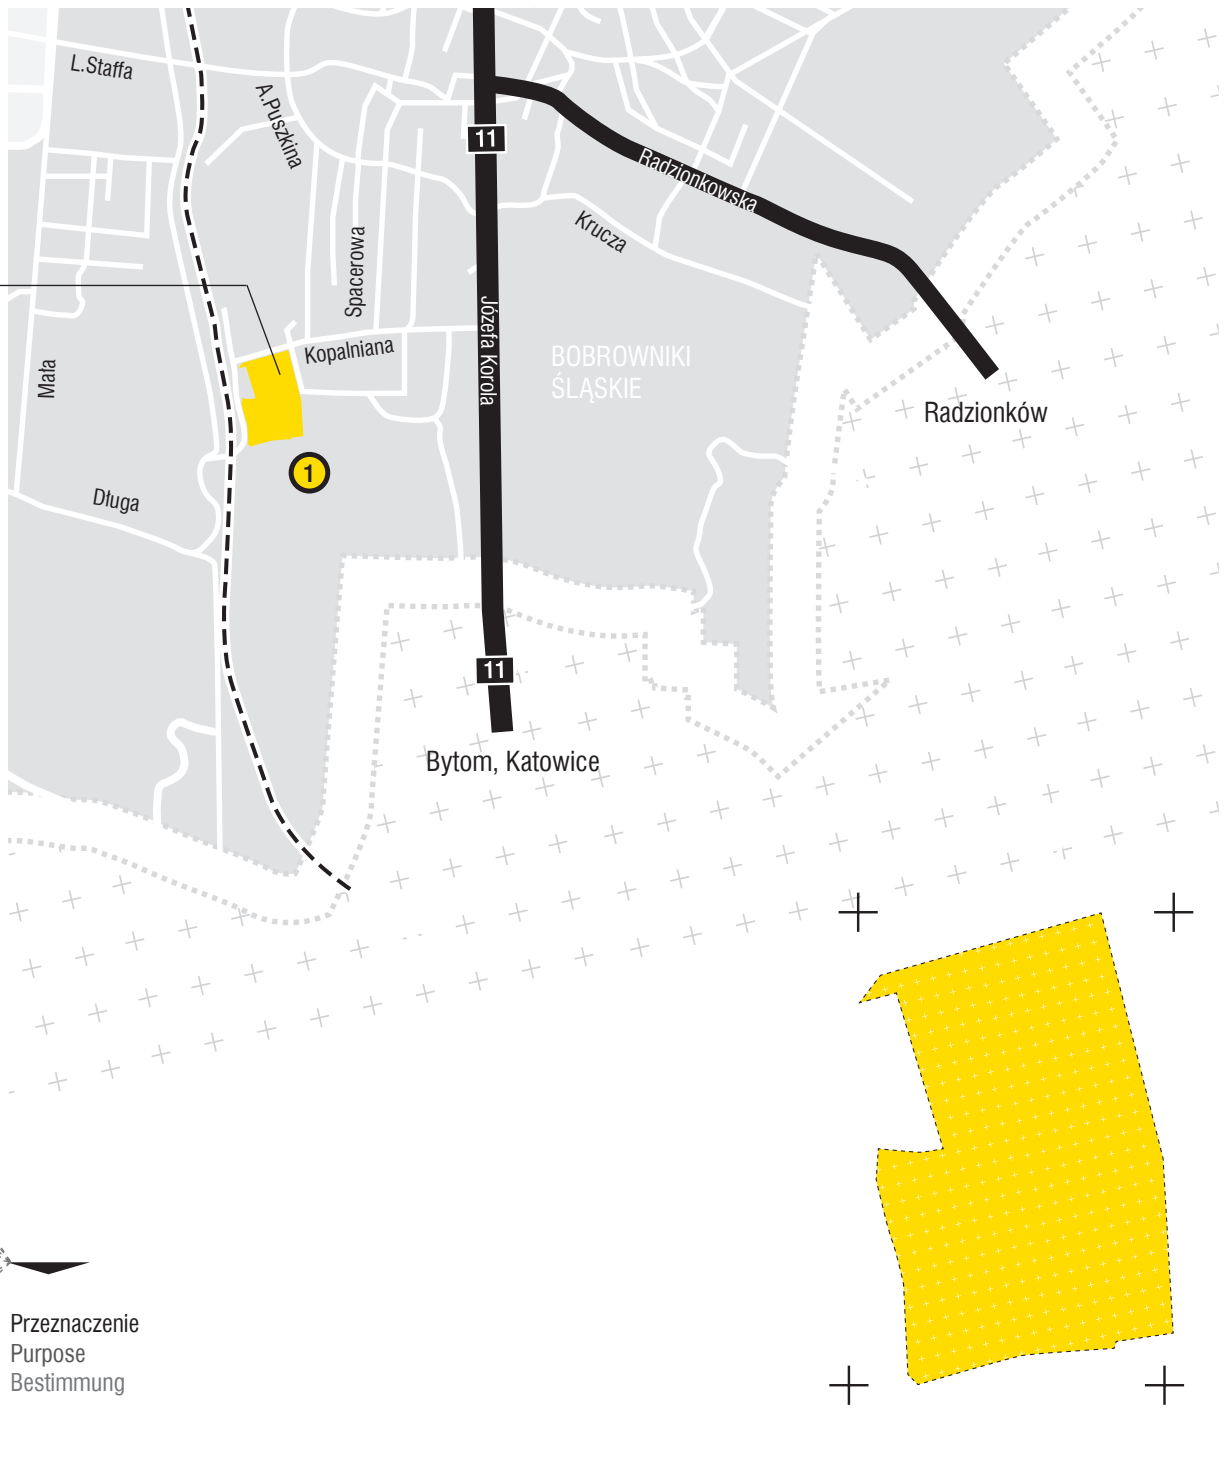 L.Staffa
A.Puszkina
11
Radzionkowska
Krucza
Spacerowa
Józefa Korola
Kopalniana
BOBROWNIKI
ŚLĄSKIE
Mała
Radzionków
1
Długa
11
Bytom, Katowice
Przeznaczenie
Purpose
Bestimmung